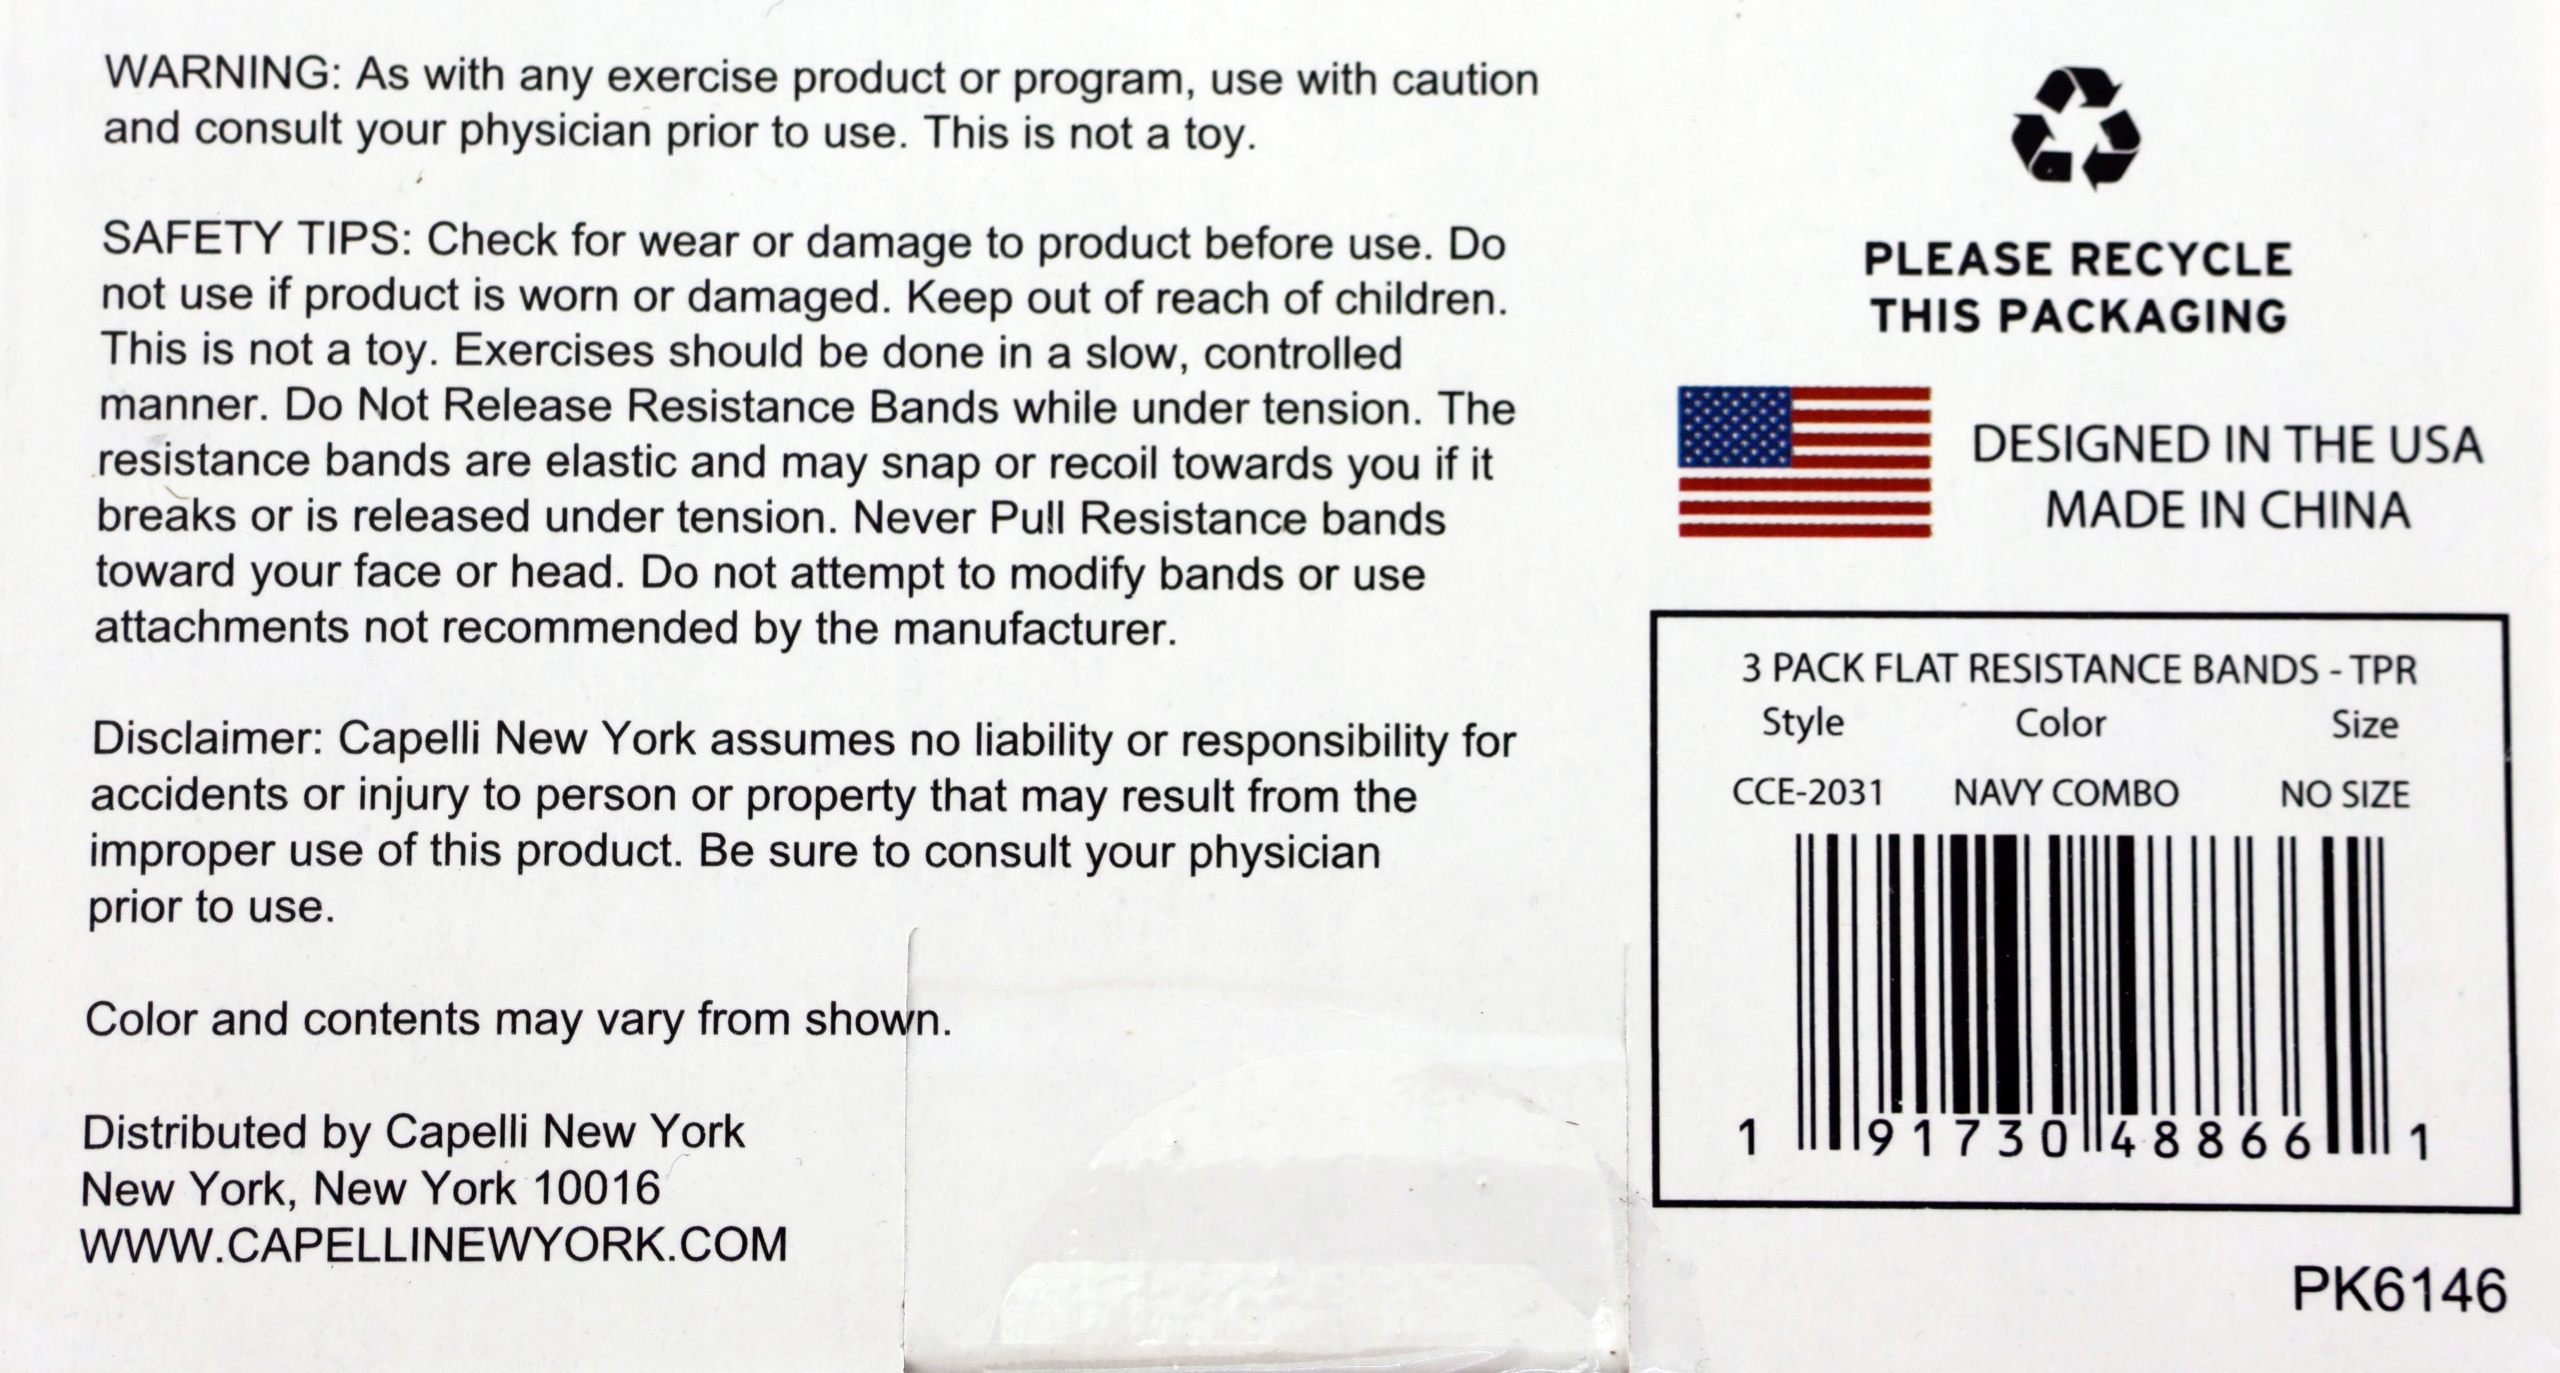 WARNING: As with any exercise product or program, use with caution
and consult your physician prior to use. This is not a toy.
SAFETY TIPS: Check for wear or damage to product before use. Do
not use if product is worn or damaged. Keep out of reach of children.
This is not a toy. Exercises should be done in a slow, controlled
manner. Do Not Release Resistance Bands while under tension. The
resistance bands are elastic and may snap or recoil towards you if it
breaks or is released under tension. Never Pull Resistance bands
toward your face or head. Do not attempt to modify bands or use
attachments not recommended by the manufacturer.
Disclaimer: Capelli New York assumes no liability or responsibility for
accidents or injury to person or property that may result from the
improper use of this product. Be sure to consult your physician
prior to use.
Color and contents may vary from shown.
Distributed by Capelli New York
New York, New York 10016
WWW.CAPELLINEWYORK.COM
PLEASE RECYCLE
THIS PACKAGING
DESIGNED IN THE USA
MADE IN CHINA
3 PACK FLAT RESISTANCE BANDS - TPR
Style Color Size
CCE-2031 NAVY COMBO NO SIZE
1 91730 48866 1
PK6146